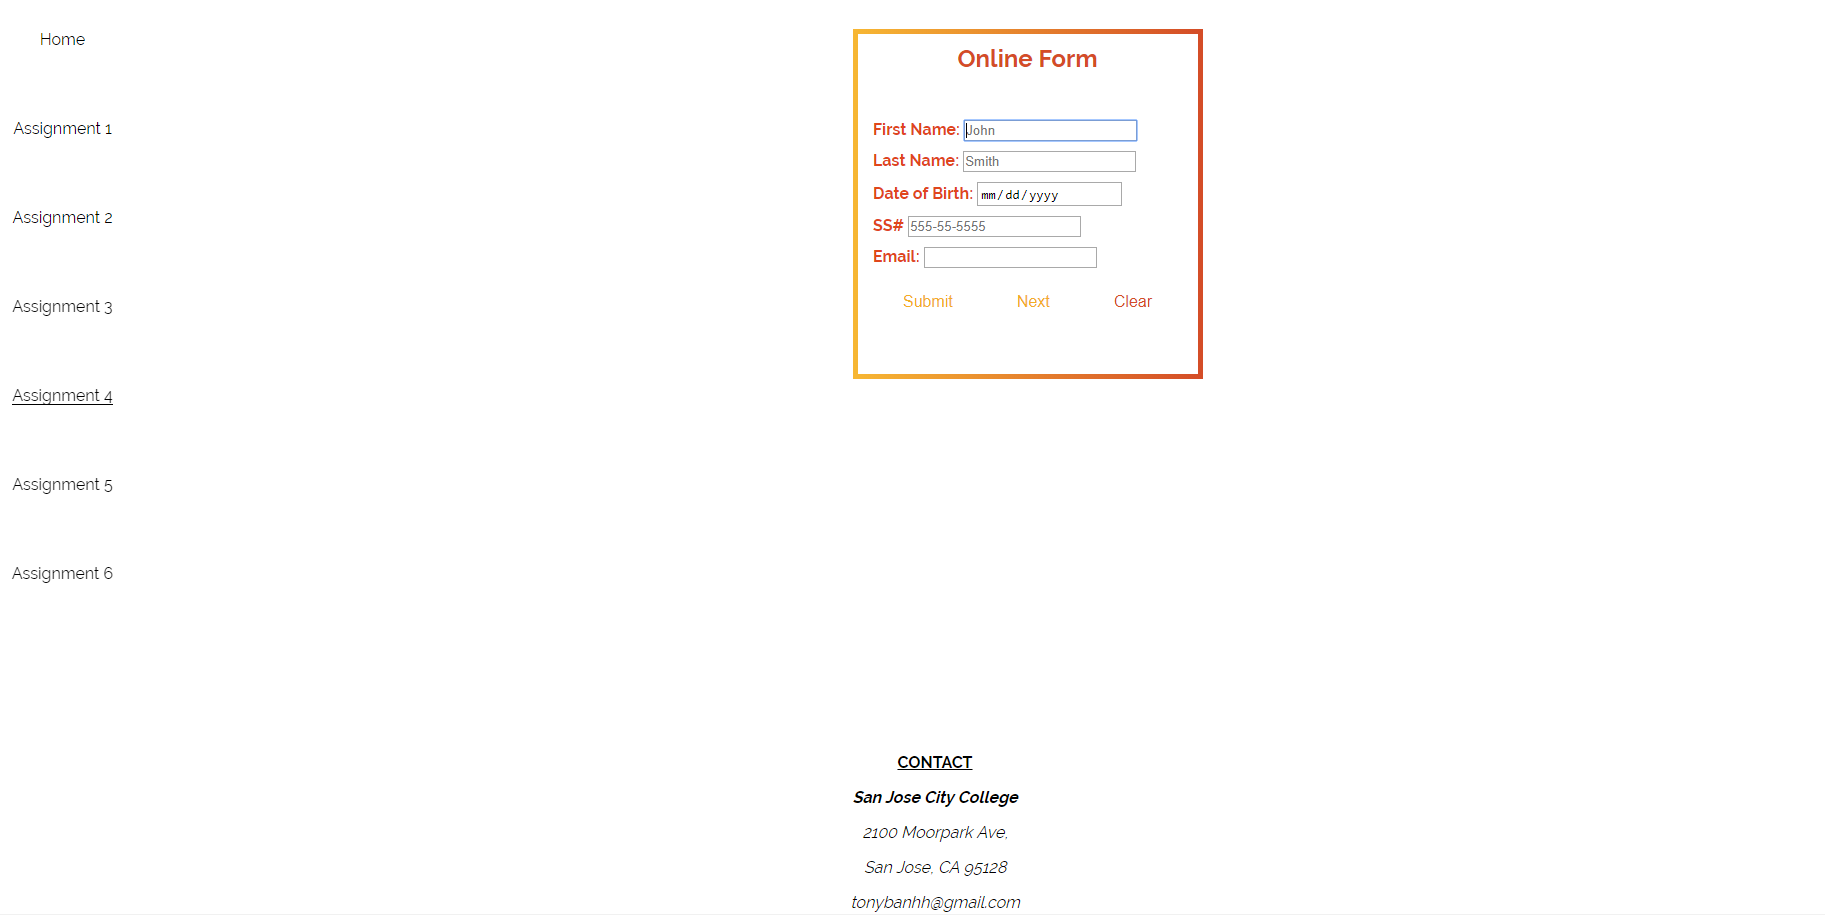 Home
Assignment 1
Assignment 2
Assignment 3
Assignment 4
Assignment 5
Assignment 6
Online Form
First Name: John
Last Name: Smith
Date of Birth: mm/dd/yyyy
SS# 555-55-5555
Email:
Submit Next Clear
CONTACT
San Jose City College
2100 Moorpark Ave,
San Jose, CA 95128
tonybanhh@gmail.com